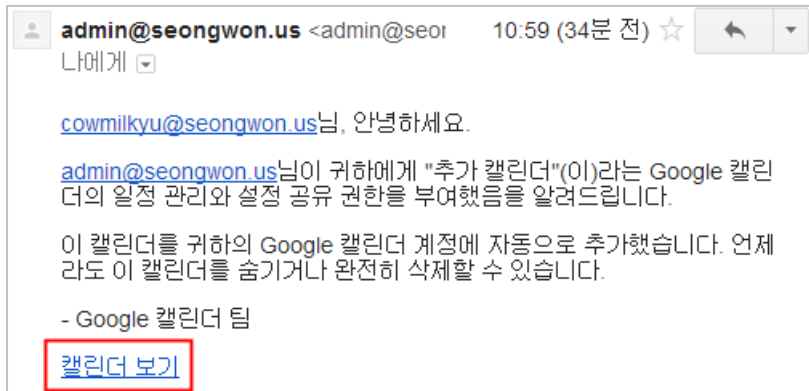 admin@seongwon.us <admin@seor 10:59 (34분 전)
나에게
cowmilkyu@seongwon.us님, 안녕하세요.
admin@seongwon.us님이 귀하에게 "추가 캘린더"(이)라는 Google 캘린
더의 일정 관리와 설정 공유 권한을 부여했음을 알려드립니다.
이 캘린더를 귀하의 Google 캘린더 계정에 자동으로 추가했습니다. 언제
라도 이 캘린더를 숨기거나 완전히 삭제할 수 있습니다.
- Google 캘린더 팀
캘린더 보기